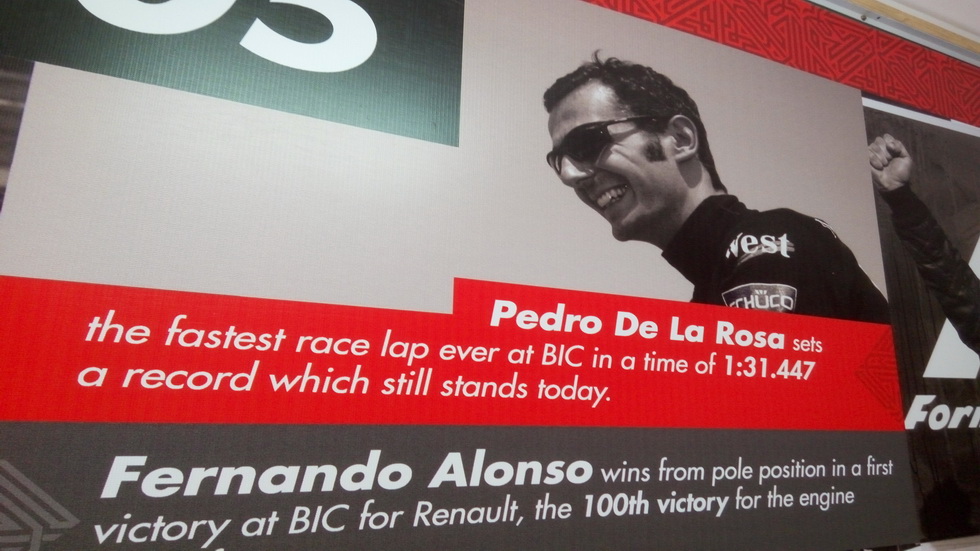 05
West
SCHÜCO
Pedro De La Rosa sets
the fastest race lap ever at BIC in a time of 1:31.447
a record which still stands today.
Fernando Alonso wins from pole position in a first
victory at BIC for Renault, the 100th victory for the engine